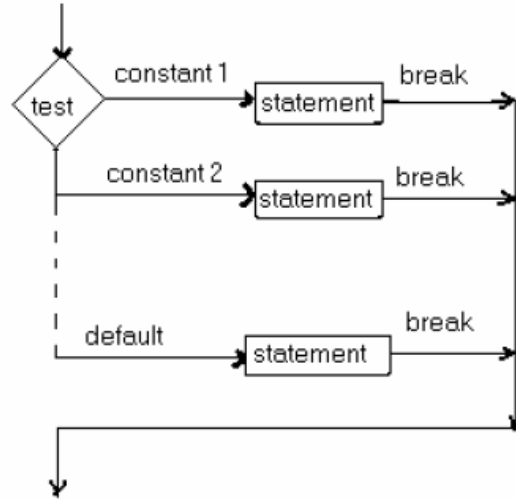 constant 1
break
test
statement
constant 2
break
statement
default
break
statement